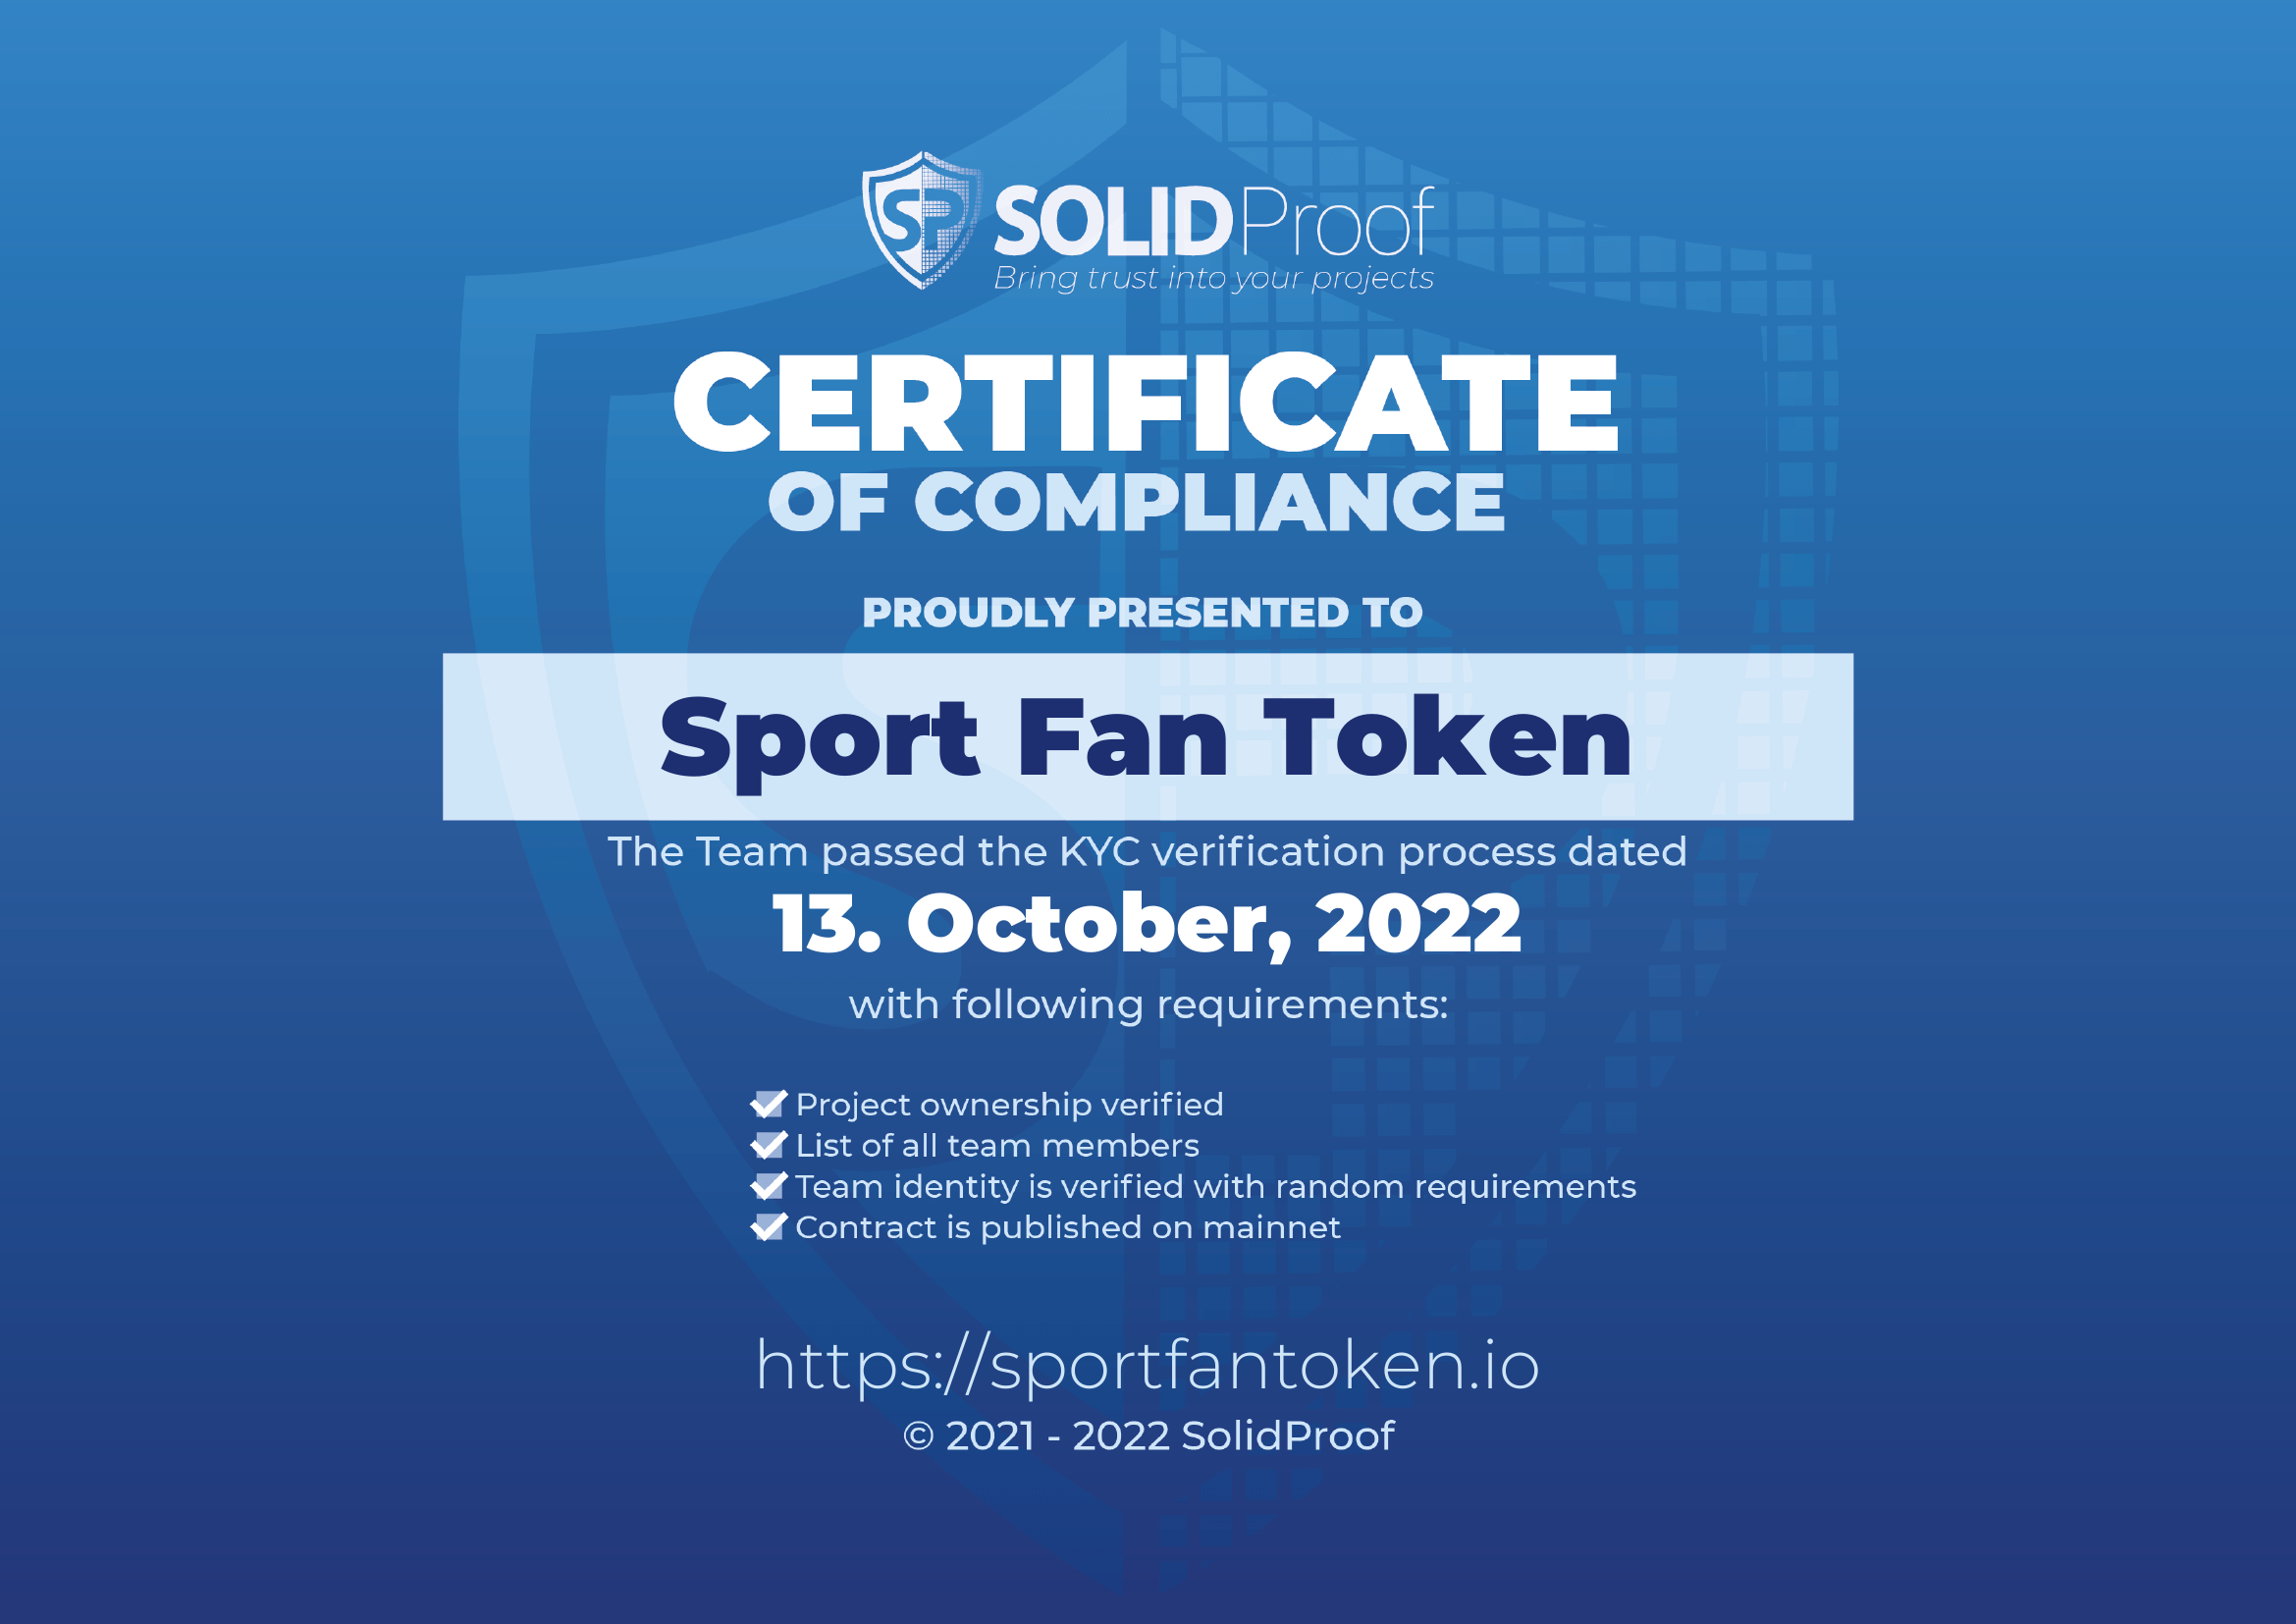 SP SOLIDProof
Bring trust into your projects
CERTIFICATE
OF COMPLIANCE
PROUDLY PRESENTED TO
Sport Fan Token
The Team passed the KYC verification process dated
13. October, 2022
with following requirements:
Project ownership verified
List of all team members
Team identity is verified with random requirements
Contract is published on mainnet
https://sportfantoken.io
© 2021 - 2022 SolidProof